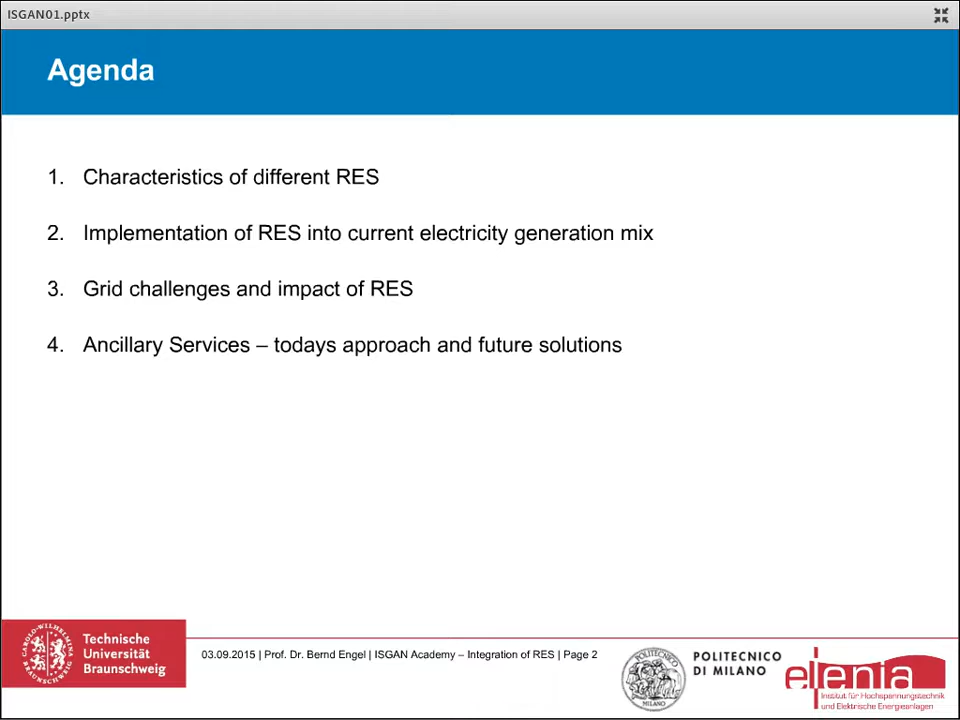 ISGAN01.pptx
Agenda
1. Characteristics of different RES
2. Implementation of RES into current electricity generation mix
3. Grid challenges and impact of RES
4. Ancillary Services – todays approach and future solutions
Technische
Universität
Braunschweig
03.09.2015 | Prof. Dr. Bernd Engel | ISGAN Academy – Integration of RES | Page 2
POLITECNICO
MILANO
POLITECNICO
DI MILANO
elenia
Institut für Hochspannungstechnik
und Elektrische Energieanlagen